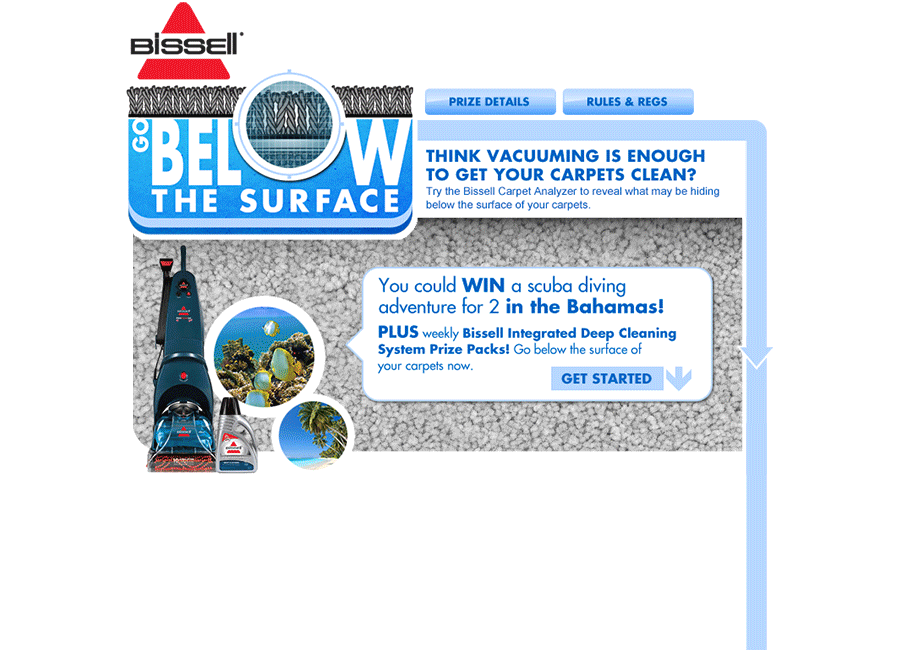 BISSELL
PRIZE DETAILS
RULES & REGS
GO
BELOW
THE SURFACE
THINK VACUUMING IS ENOUGH
TO GET YOUR CARPETS CLEAN?
Try the Bissell Carpet Analyzer to reveal what may be hiding
below the surface of your carpets.
You could WIN a scuba diving
adventure for 2 in the Bahamas!
PLUS weekly Bissell Integrated Deep Cleaning
System Prize Packs! Go below the surface of
your carpets now.
GET STARTED